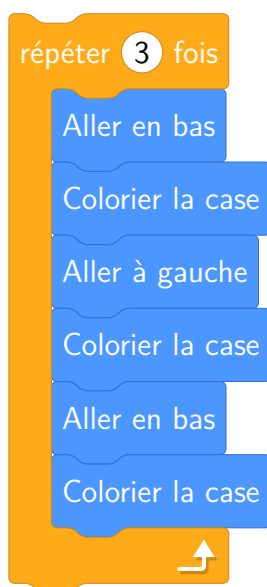 répéter 3 fois
Aller en bas
Colorier la case
Aller à gauche
Colorier la case
Aller en bas
Colorier la case